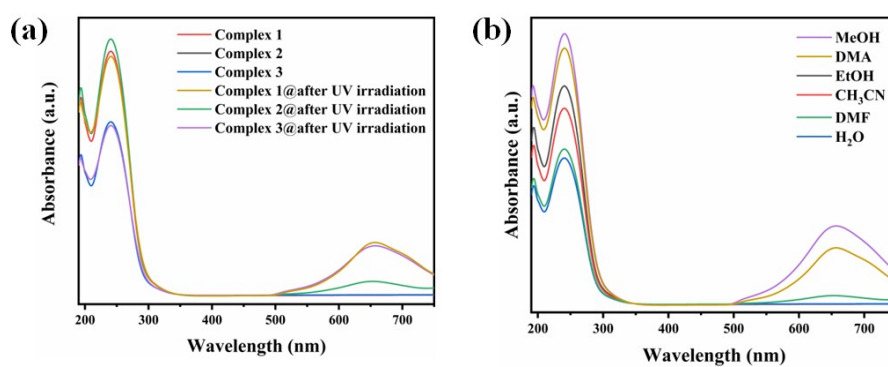 (a)
Absorbance (a.u.)
Complex 1
Complex 2
Complex 3
Complex 1@after UV irradiation
Complex 2@after UV irradiation
Complex 3@after UV irradiation
200 300 400 500 600 700
Wavelength (nm)
(b)
Absorbance (a.u.)
MeOH
DMA
EtOH
CH₃CN
DMF
H₂O
200 300 400 500 600 700
Wavelength (nm)